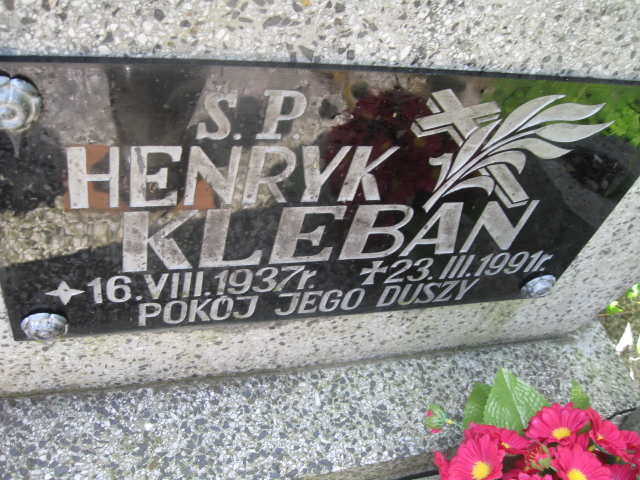 Ś.P.
HENRYK
KLEBAN
16.VIII.1937r. 23.III.1991r.
POKÓJ JEGO DUSZY